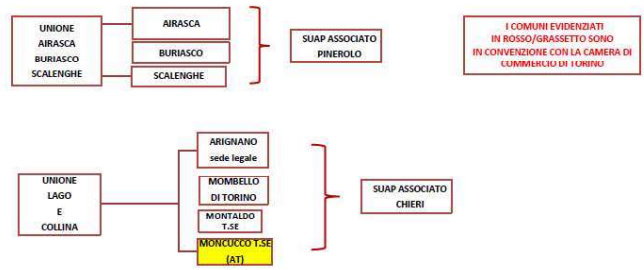 UNIONE
AIRASCA
BURIASCO
SCALENGHE
AIRASCA
BURIASCO
SCALENGHE
SUAP ASSOCIATO
PINEROLO
I COMUNI EVIDENZIATI
IN ROSSO/GRASSETTO SONO
IN CONVENZIONE CON LA CAMERA DI
COMMERCIO DI TORINO
UNIONE
LAGO
E
COLLINA
ARIGNANO
sede legale
MOMBELLO
DI TORINO
MONTALDO
T.SE
MONCUCCO T.SE
(AT)
SUAP ASSOCIATO
CHIERI